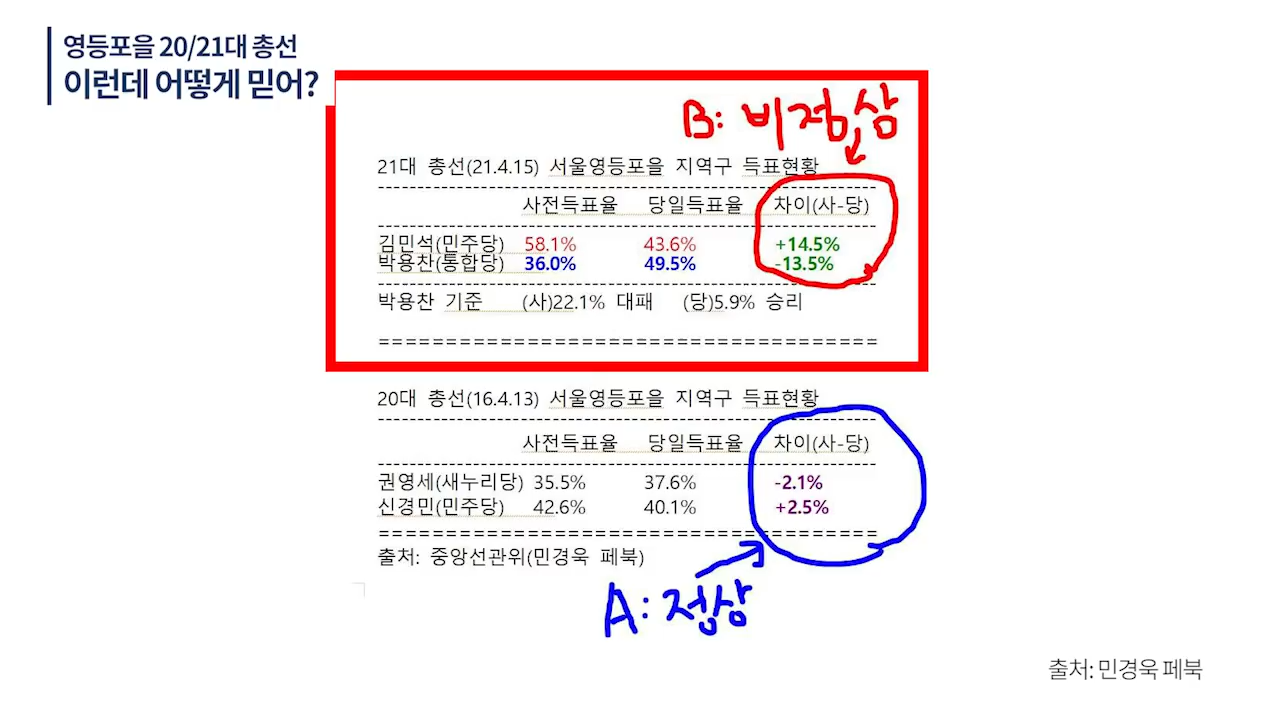 영등포을 20/21대 총선
이런데 어떻게 믿어?
B: 비정상
21대 총선(21.4.15) 서울영등포을 지역구 득표현황
------------------------------------------------
사전득표율 당일득표율 차이(사-당)
------------------------------------------------
김민석(민주당) 58.1% 43.6% +14.5%
박용찬(통합당) 36.0% 49.5% -13.5%
------------------------------------------------
박용찬 기준 (사)22.1% 대패 (당)5.9% 승리
=====================================
20대 총선(16.4.13) 서울영등포을 지역구 득표현황
------------------------------------------------
사전득표율 당일득표율 차이(사-당)
------------------------------------------------
권영세(새누리당) 35.5% 37.6% -2.1%
신경민(민주당) 42.6% 40.1% +2.5%
=====================================
출처: 중앙선관위(민경욱 페북)
A: 정상
출처: 민경욱 페북